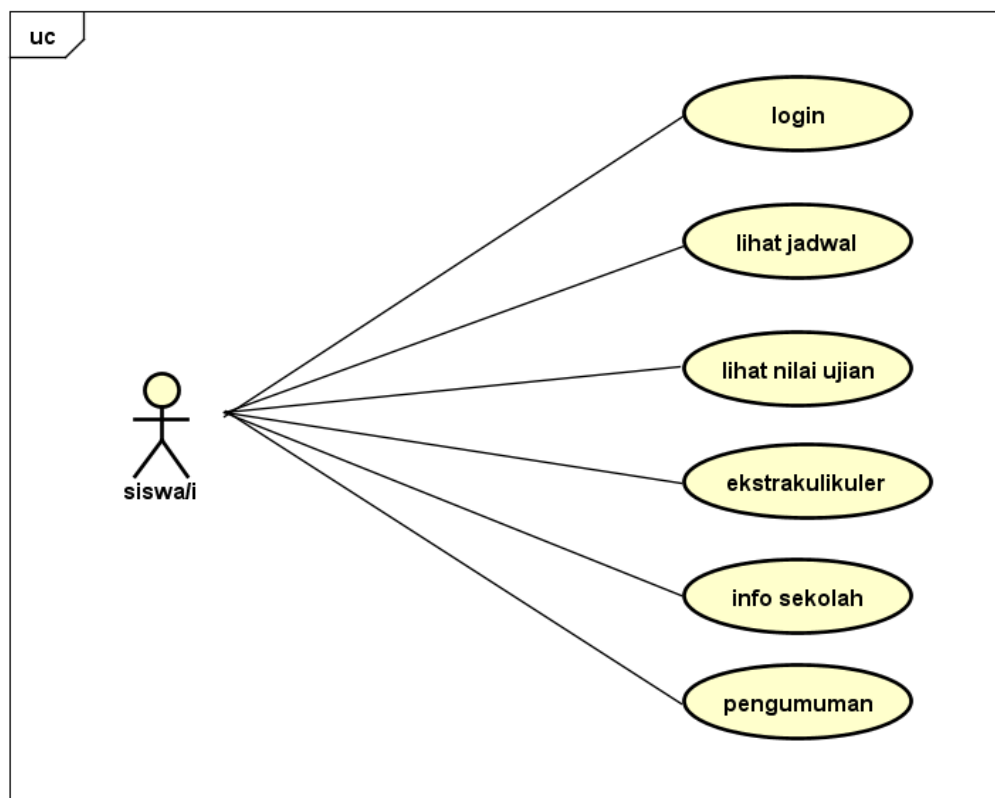 uc
login
lihat jadwal
lihat nilai ujian
siswa/i
ekstrakulikuler
info sekolah
pengumuman